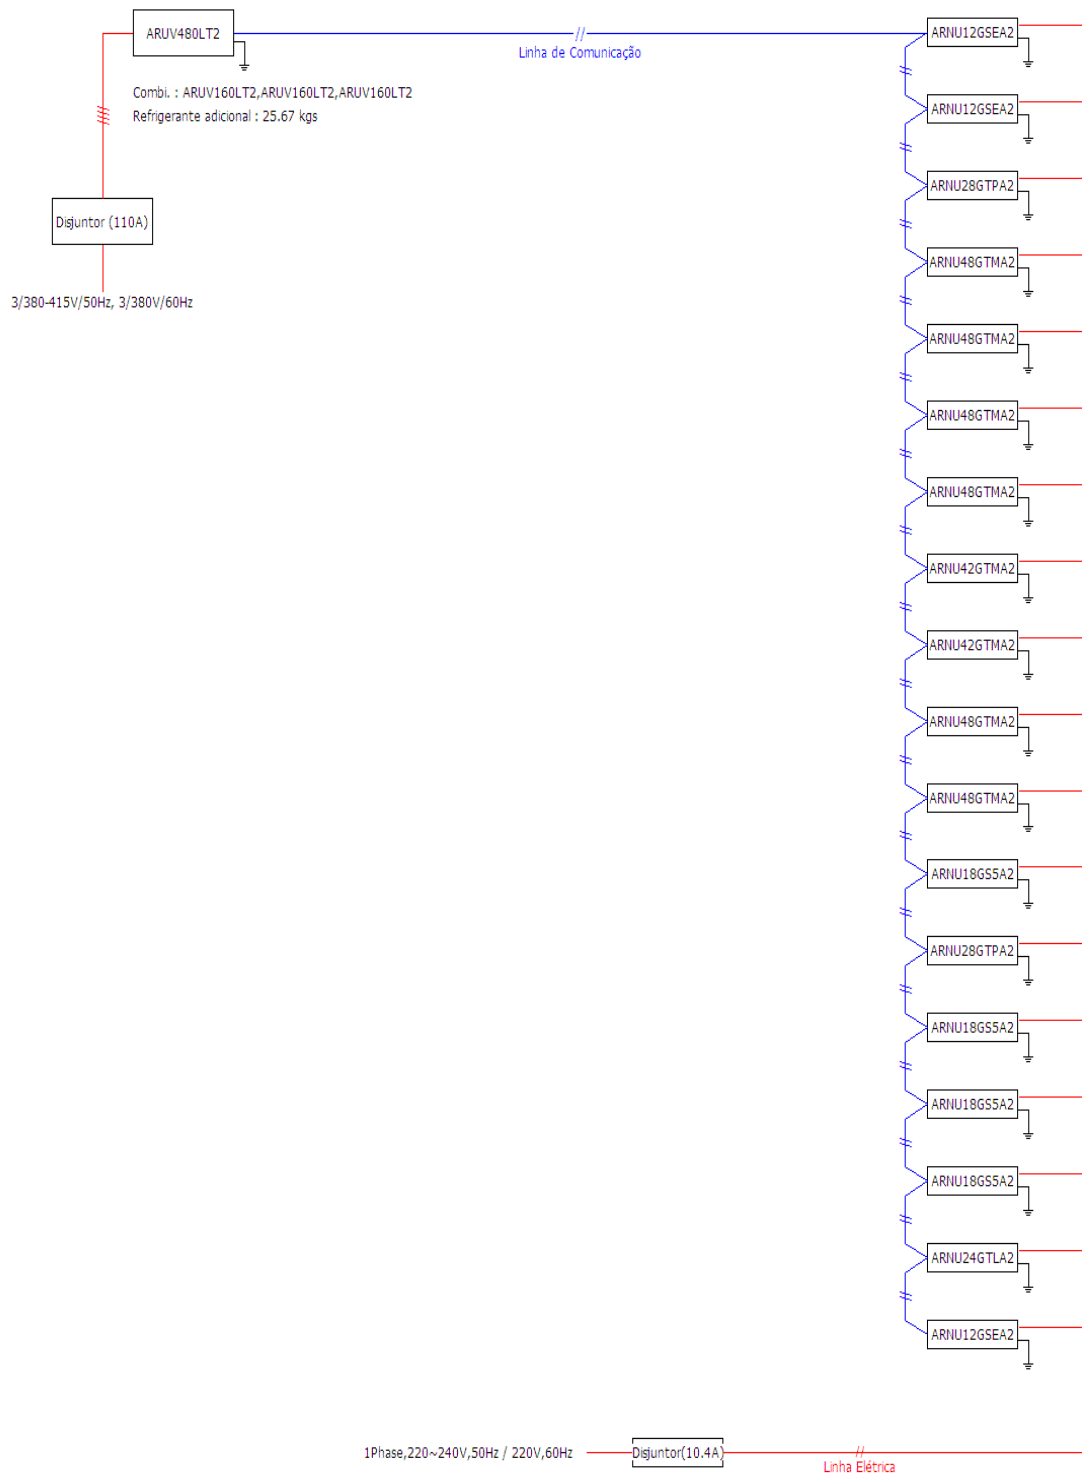 ARUV480LT2
Linha de Comunicação
Combi. : ARUV160LT2,ARUV160LT2,ARUV160LT2
Refrigerante adicional : 25.67 kgs
Disjuntor (110A)
3/380-415V/50Hz, 3/380V/60Hz
ARNU12GSEA2
ARNU12GSEA2
ARNU28GTPA2
ARNU48GTMA2
ARNU48GTMA2
ARNU48GTMA2
ARNU48GTMA2
ARNU42GTMA2
ARNU42GTMA2
ARNU48GTMA2
ARNU48GTMA2
ARNU18GS5A2
ARNU28GTPA2
ARNU18GS5A2
ARNU18GS5A2
ARNU18GS5A2
ARNU24GTLA2
ARNU12GSEA2
1Phase,220~240V,50Hz / 220V,60Hz
Disjuntor(10.4A)
Linha Elétrica